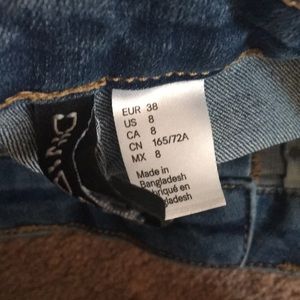 EUR 38
US 8
CA 8
CN 165/72A
MX 8
Made in
Bangladesh